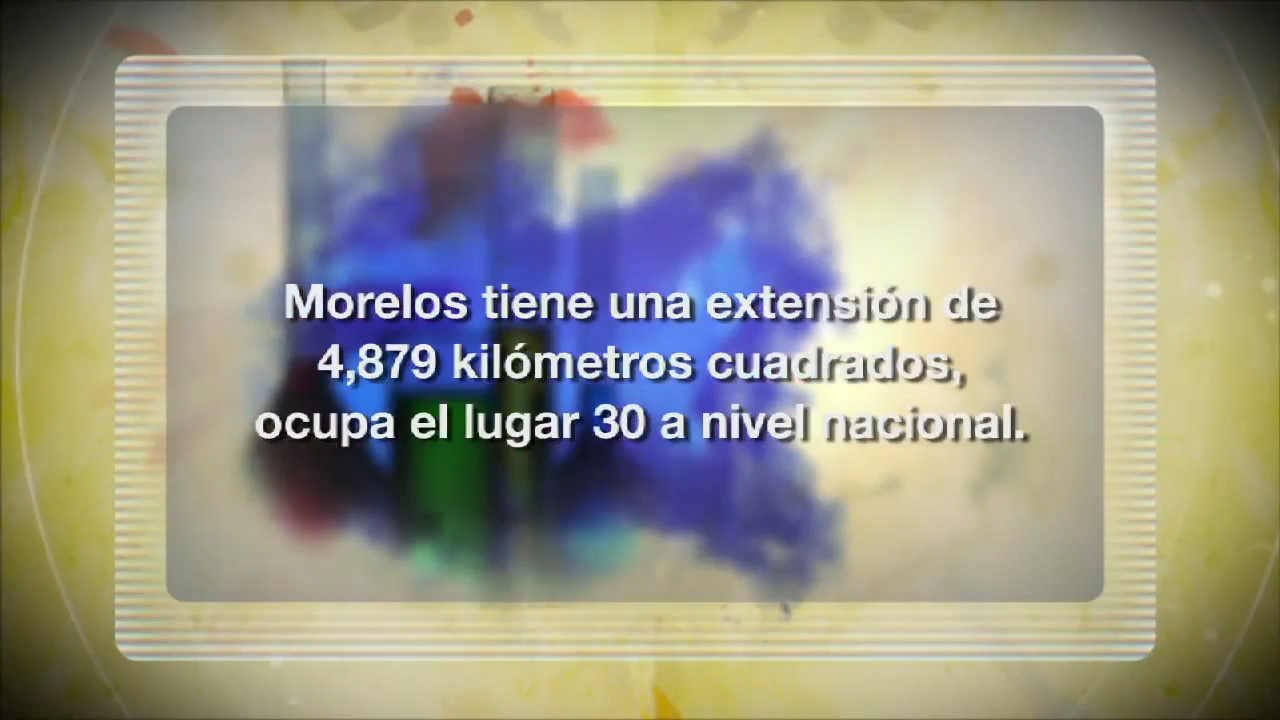 Morelos tiene una extensión de
4,879 kilómetros cuadrados,
ocupa el lugar 30 a nivel nacional.